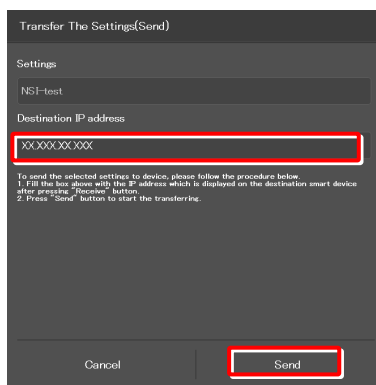 Transfer The Settings(Send)
Settings
NSI-test
Destination IP address
XX.XXX.XX.XXX
To send the selected settings to device, please follow the procedure below.
1. Fill the box above with the IP address which is displayed on the destination smart device
after pressing "Receive" button.
2. Press "Send" button to start the transferring.
Cancel
Send